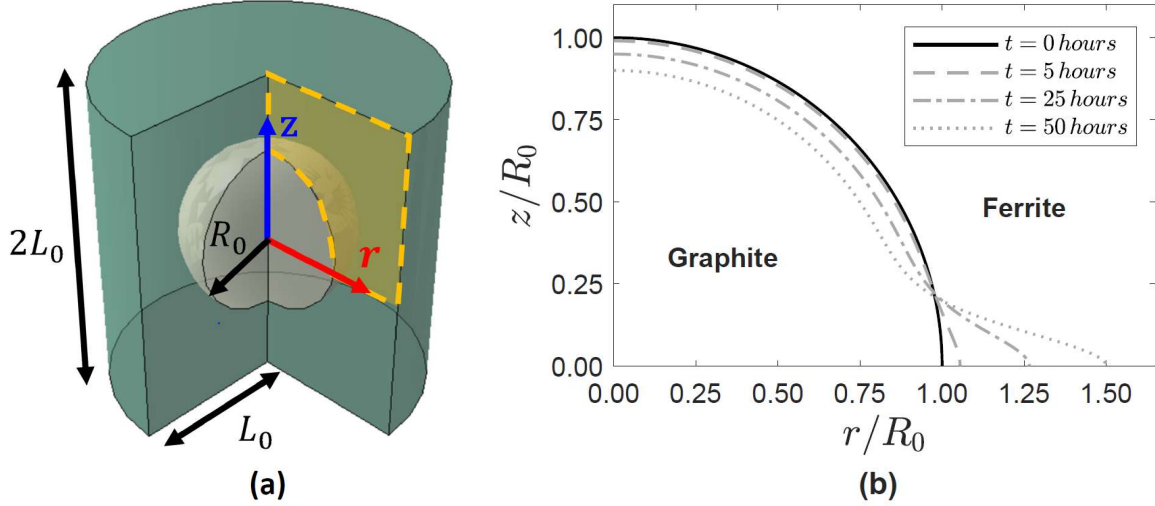 z
R₀
r
2L₀
L₀
(a)
1.00
0.75
0.50
0.25
0.00
z/R₀
t = 0 hours
t = 5 hours
t = 25 hours
t = 50 hours
Ferrite
Graphite
0.00 0.25 0.50 0.75 1.00 1.25 1.50
r/R₀
(b)